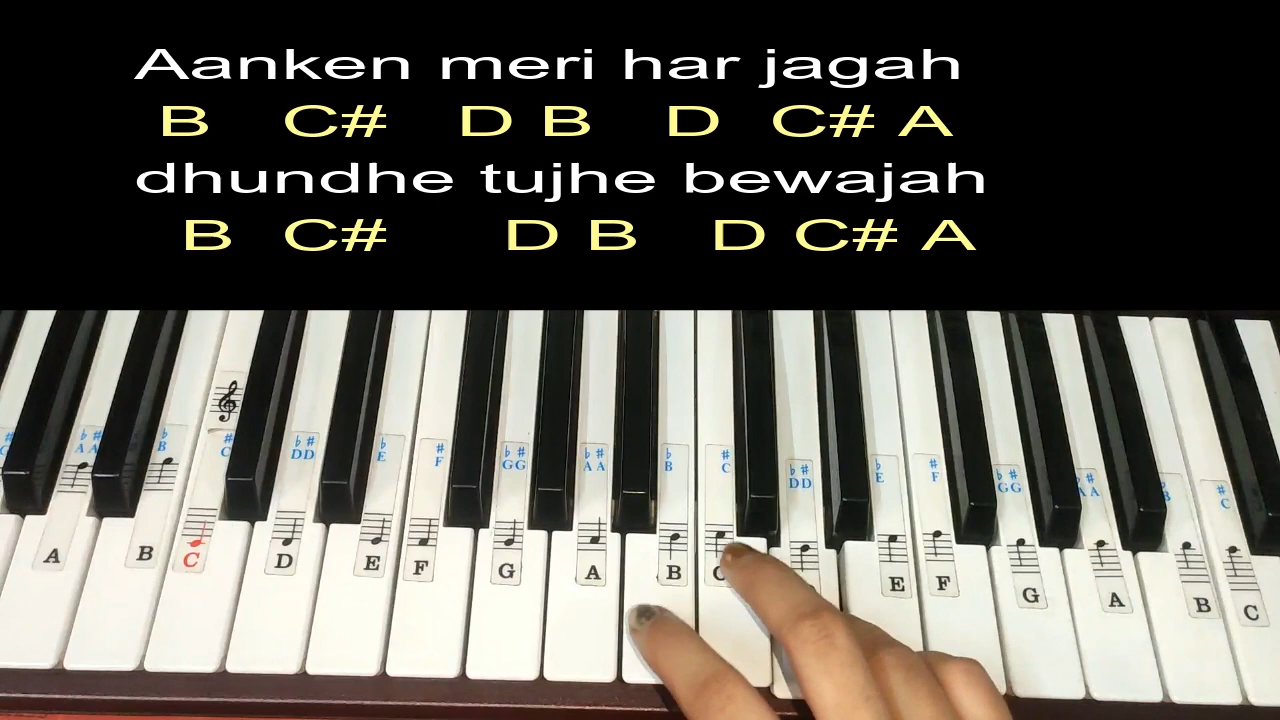 Aanken meri har jagah
B C# D B D C# A
dhundhe tujhe bewajah
B C# D B D C# A
♭ # A A
♭ B
# C
♭ # D D
♭ E
# F
♭ # G G
♭ # A A
♭ B
# C
♭ # D D
♭ E
# F
♭ # G G
# A A
B
# C
A B C D E F G A B C E F G A B C